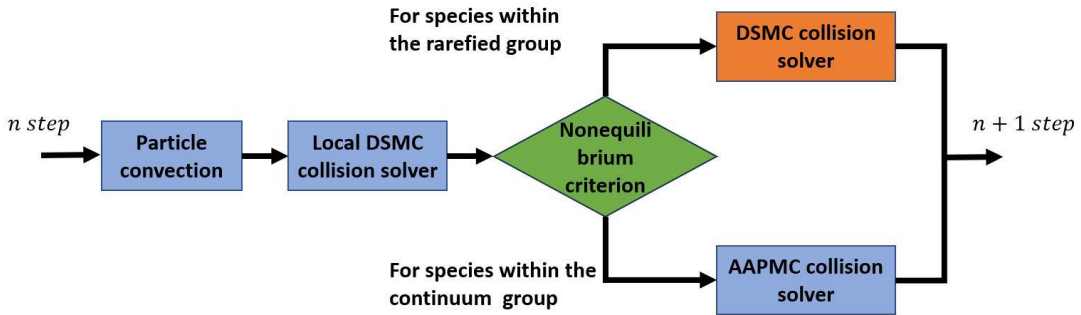 For species within
the rarefied group
DSMC collision
solver
n step
Particle
convection
Local DSMC
collision solver
Nonequili
brium
criterion
n + 1 step
For species within the
continuum group
AAPMC collision
solver